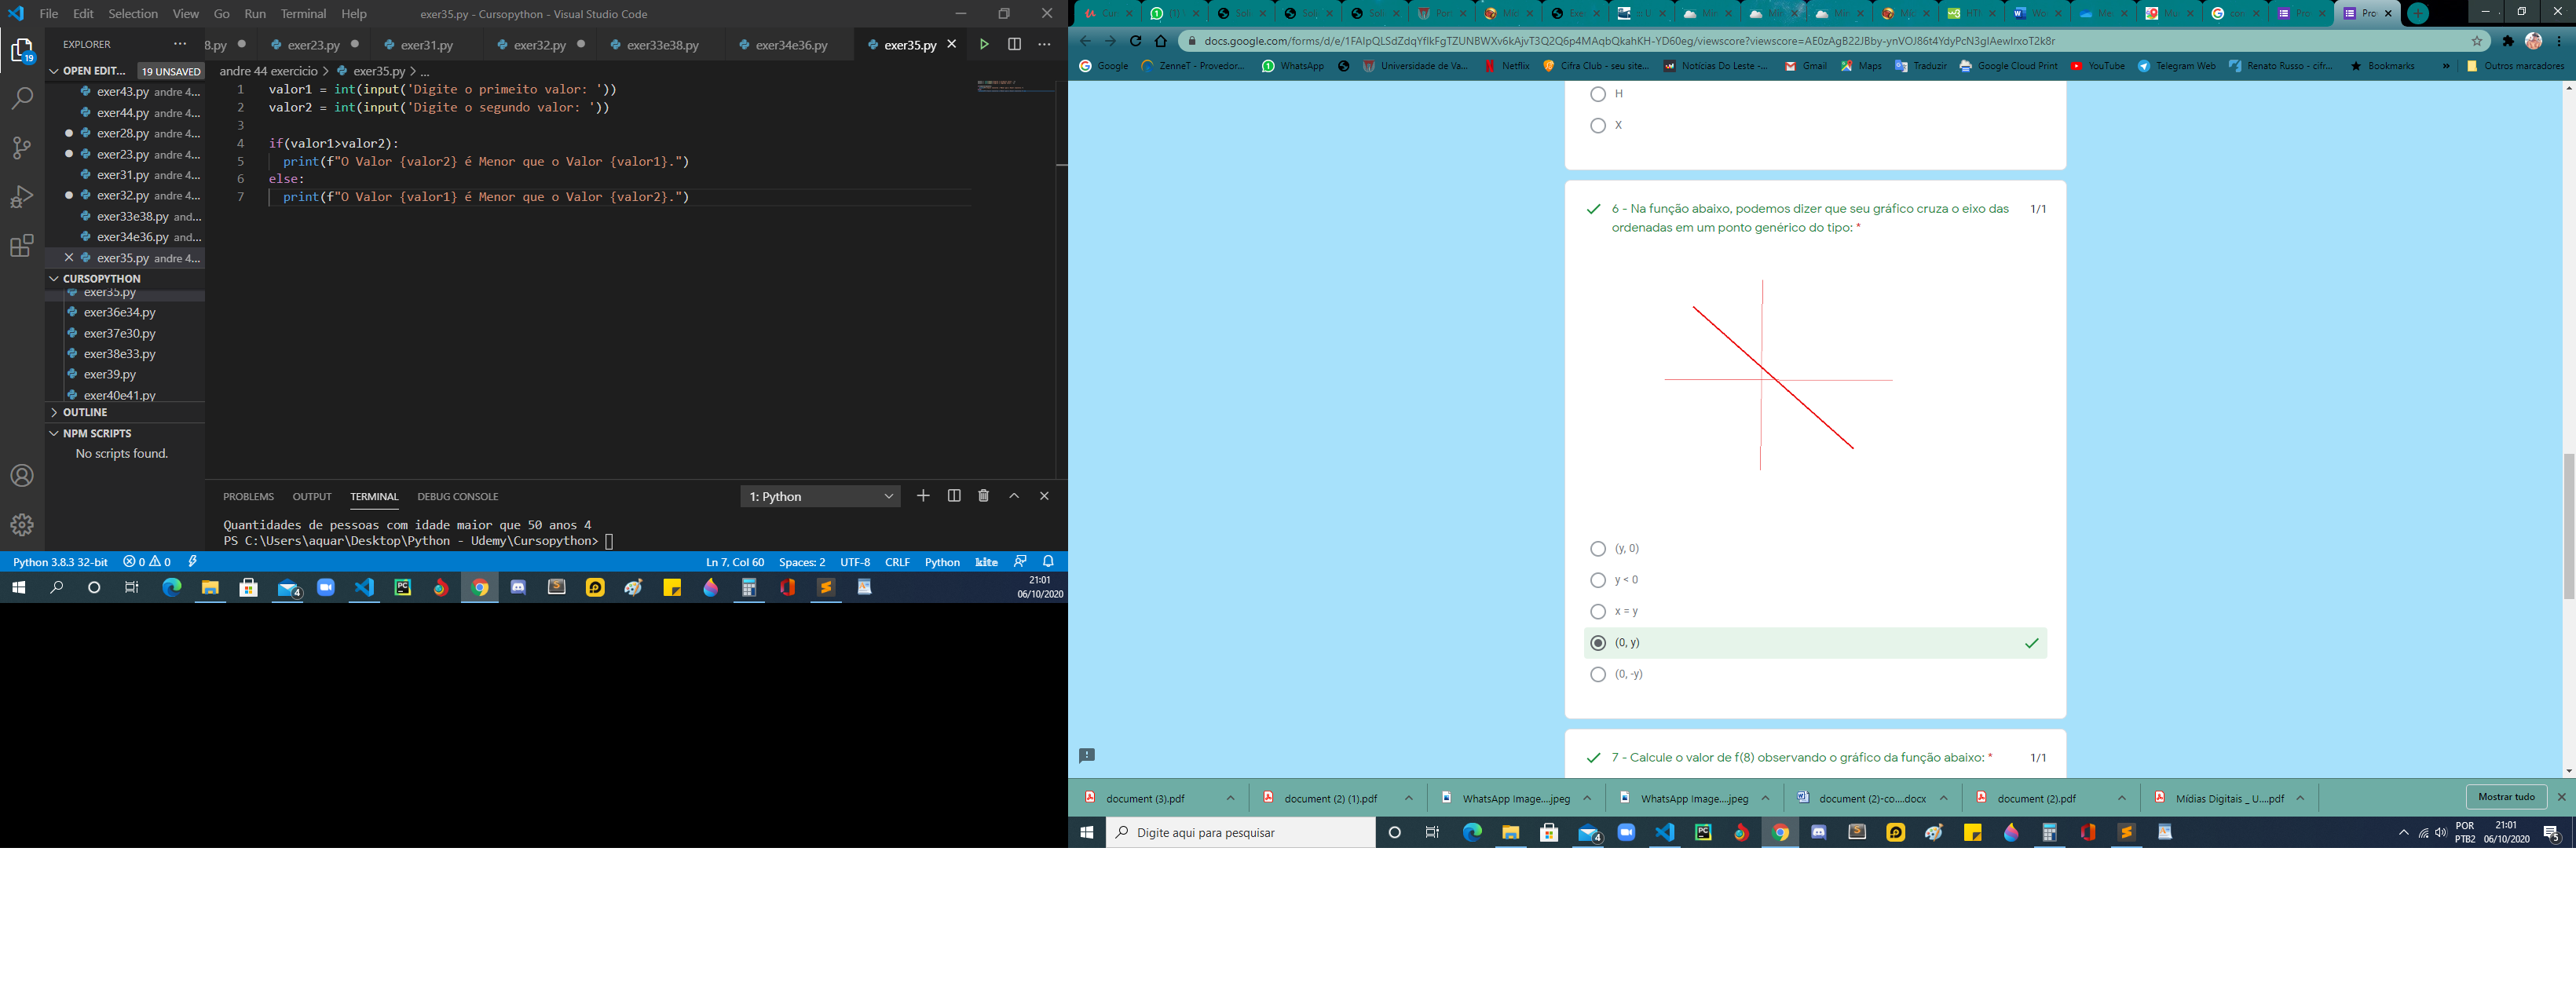 File Edit Selection View Go Run Terminal Help
exer35.py - Cursopython - Visual Studio Code
EXPLORER
OPEN EDIT... 19 UNSAVED
exer43.py andre 4...
exer44.py andre 4...
exer28.py andre 4...
exer23.py andre 4...
exer31.py andre 4...
exer32.py andre 4...
exer33e38.py and...
exer34e36.py and...
exer35.py andre 4...
CURSOPYTHON
exer35.py
exer36e34.py
exer37e30.py
exer38e33.py
exer39.py
exer40e41.py
OUTLINE
NPM SCRIPTS
No scripts found.
19
8.py exer23.py exer31.py exer32.py exer33e38.py exer34e36.py exer35.py
andre 44 exercicio > exer35.py > ...
1 valor1 = int(input('Digite o primeito valor: '))
2 valor2 = int(input('Digite o segundo valor: '))
3
4 if(valor1>valor2):
5 print(f"O Valor {valor2} é Menor que o Valor {valor1}.")
6 else:
7 print(f"O Valor {valor1} é Menor que o Valor {valor2}.")
PROBLEMS OUTPUT TERMINAL DEBUG CONSOLE
1: Python
Quantidades de pessoas com idade maior que 50 anos 4
PS C:\Users\aquar\Desktop\Python - Udemy\Cursopython>
Python 3.8.3 32-bit 0 0
Ln 7, Col 60 Spaces: 2 UTF-8 CRLF Python kite
4
21:01
06/10/2020
docs.google.com/forms/d/e/1FAIpQLSdZdqYfIkFgTZUNBWXv6kAjvT3Q2Q6p4MAqbQkahKH-YD60eg/viewscore?viewscore=AE0zAgB22JBby-ynVOJ86t4YdyPcN3gIAewIrxoT2k8r
Google ZenneT - Provedor... WhatsApp Universidade de Va... Netflix Cifra Club - seu site... Notícias Do Leste -... Gmail Maps Traduzir Google Cloud Print YouTube Telegram Web Renato Russo - cifr... Bookmarks » Outros marcadores
H
X
6 - Na função abaixo, podemos dizer que seu gráfico cruza o eixo das 1/1
ordenadas em um ponto genérico do tipo: *
(y, 0)
y < 0
x = y
(0, y)
(0, -y)
7 - Calcule o valor de f(8) observando o gráfico da função abaixo: * 1/1
document (3).pdf document (2) (1).pdf WhatsApp Image....jpeg WhatsApp Image....jpeg document (2)-co....docx document (2).pdf Mídias Digitais _ U....pdf Mostrar tudo
Digite aqui para pesquisar
4
POR
PTB2
21:01
06/10/2020
5